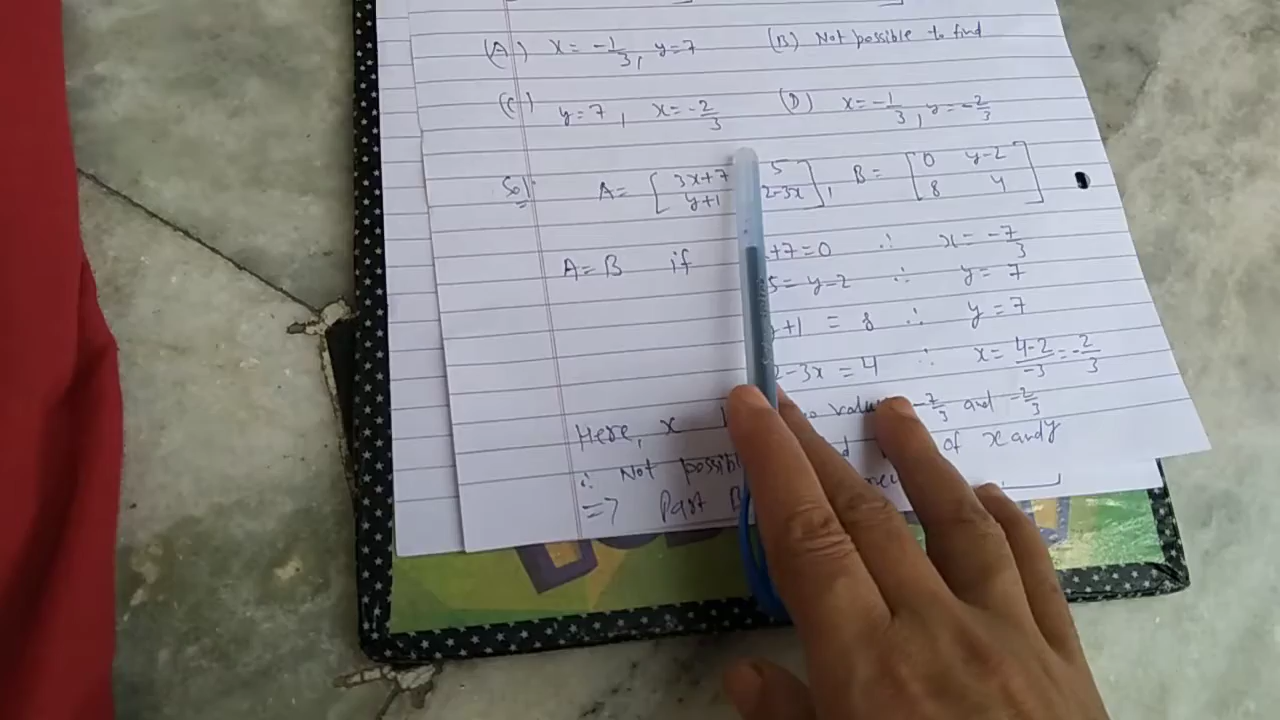 (A) x = -1/3, y = 7 (B) Not possible to find
(C) y = 7, x = -2/3 (D) x = -1/3, y = -2/3
Sol: A = [3x+7 5
y+1 2-3x], B = [0 y-2
8 4]
A = B if +7=0 ∴ x = -7/3
5 = y-2 ∴ y = 7
y+1 = 8 ∴ y = 7
2-3x = 4 ∴ x = 4-2/-3 = -2/3
Here, x -7/3 and -2/3
∴ Not possible of x and y
=> Part B